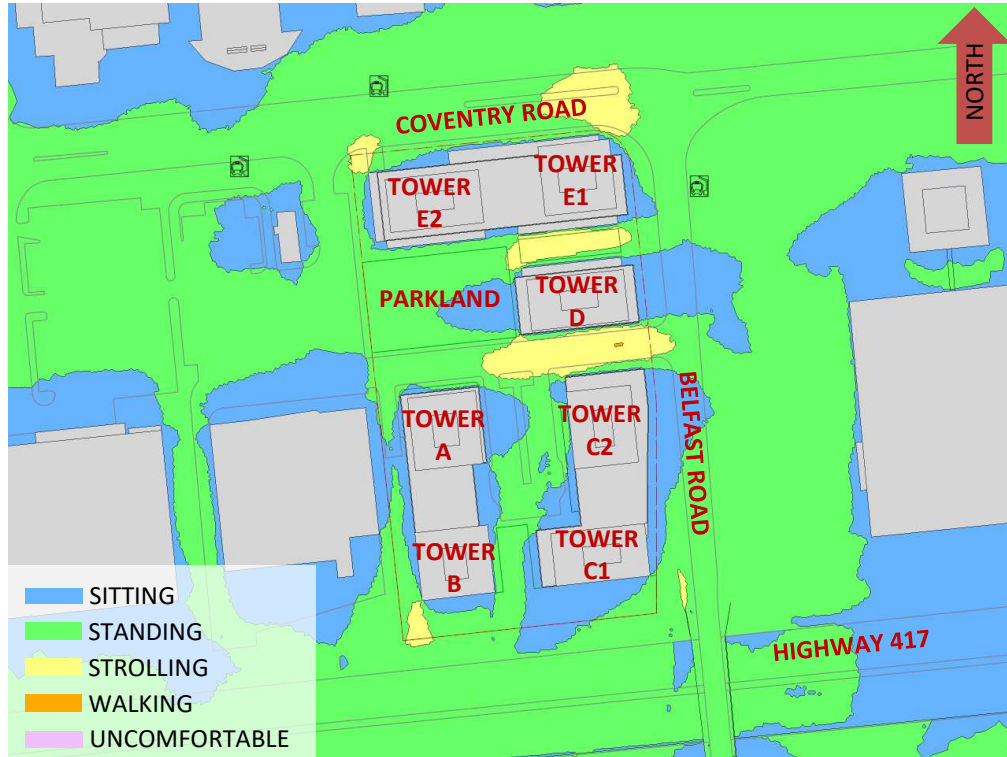 NORTH
COVENTRY ROAD
TOWER
E2
TOWER
E1
PARKLAND
TOWER
D
TOWER
A
TOWER
C2
BELFAST ROAD
TOWER
B
TOWER
C1
HIGHWAY 417
SITTING
STANDING
STROLLING
WALKING
UNCOMFORTABLE